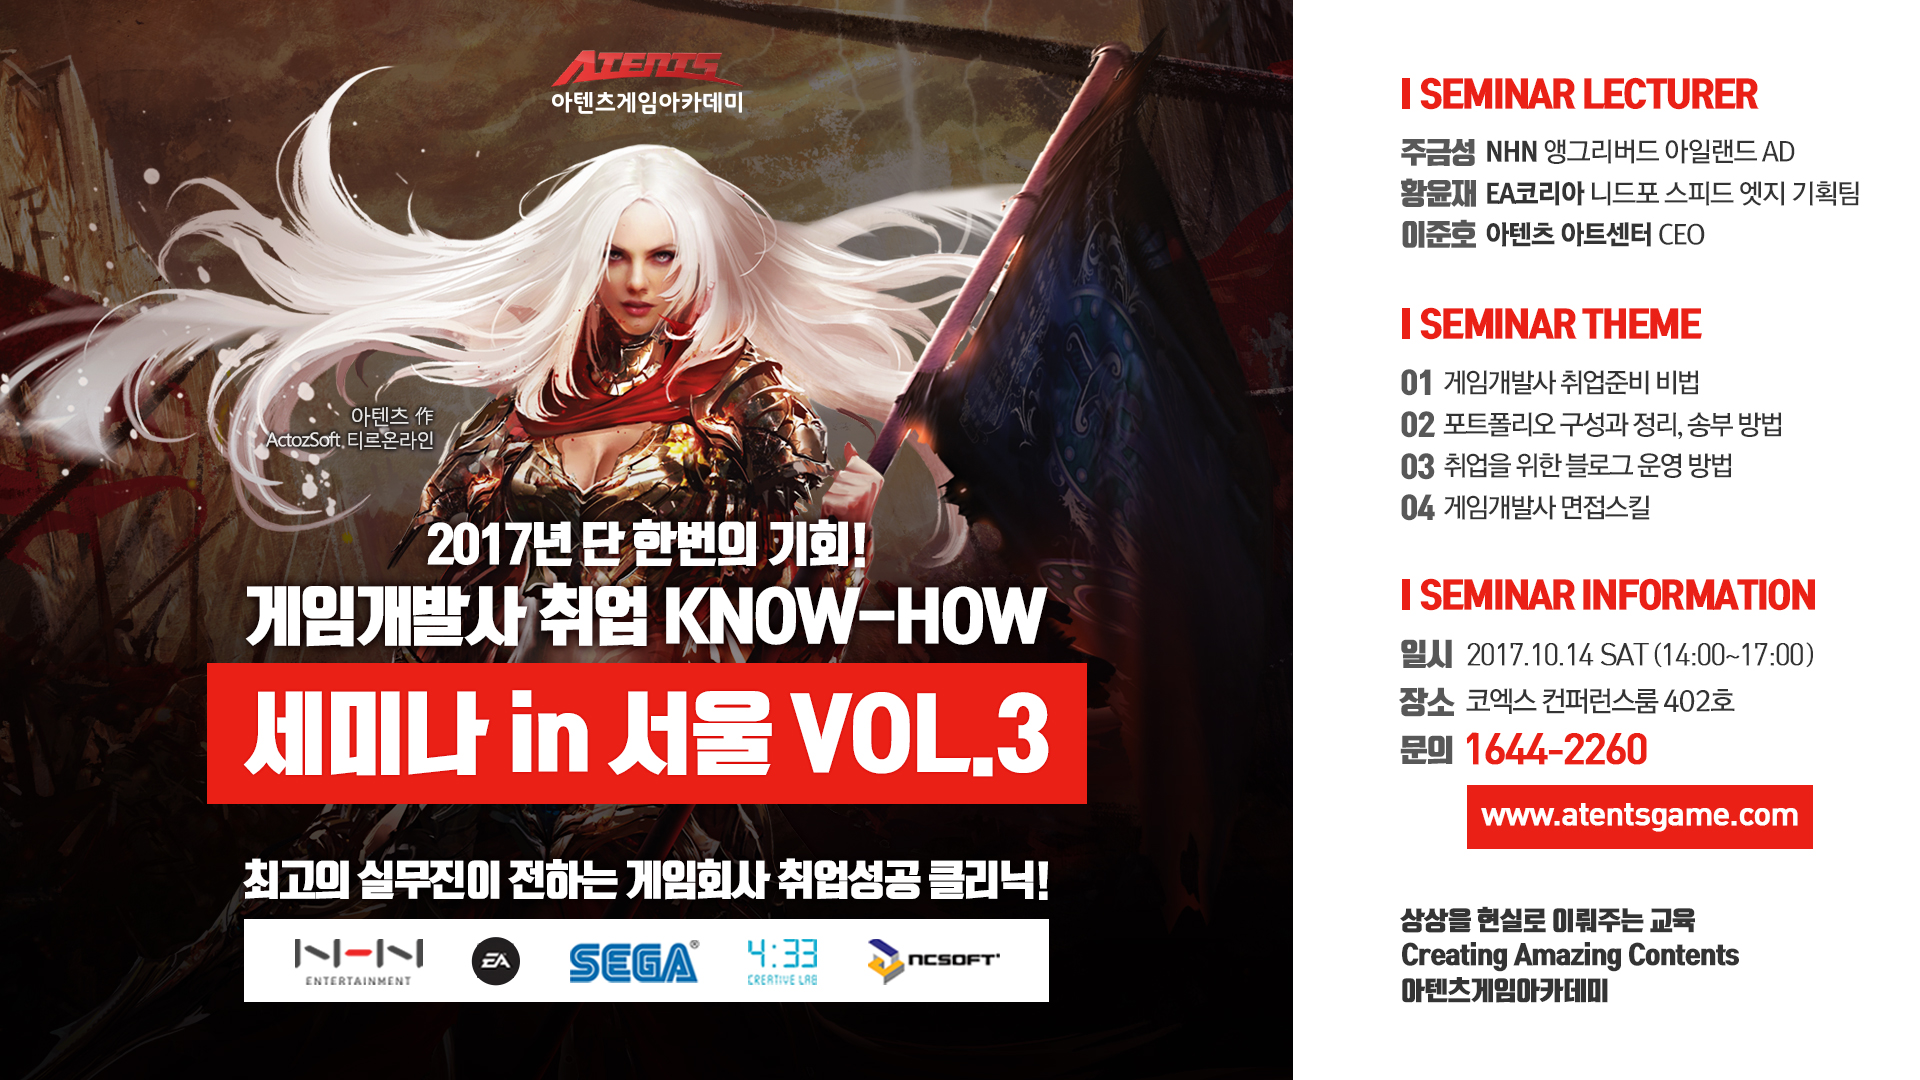 ATENTS
아텐츠게임아카데미
아텐츠 作
ActozSoft. 티르온라인
2017년 단 한번의 기회!
게임개발사 취업 KNOW-HOW
세미나 in 서울 VOL.3
최고의 실무진이 전하는 게임회사 취업성공 클리닉!
NHN ENTERTAINMENT
EA
SEGA®
4:33 CREATIVE LAB
NCSOFT
SEMINAR LECTURER
주금성 NHN 앵그리버드 아일랜드 AD
황윤재 EA코리아 니드포 스피드 엣지 기획팀
이준호 아텐츠 아트센터 CEO
SEMINAR THEME
01 게임개발사 취업준비 비법
02 포트폴리오 구성과 정리, 송부 방법
03 취업을 위한 블로그 운영 방법
04 게임개발사 면접스킬
SEMINAR INFORMATION
일시 2017.10.14 SAT (14:00~17:00)
장소 코엑스 컨퍼런스룸 402호
문의 1644-2260
www.atentsgame.com
상상을 현실로 이뤄주는 교육
Creating Amazing Contents
아텐츠게임아카데미